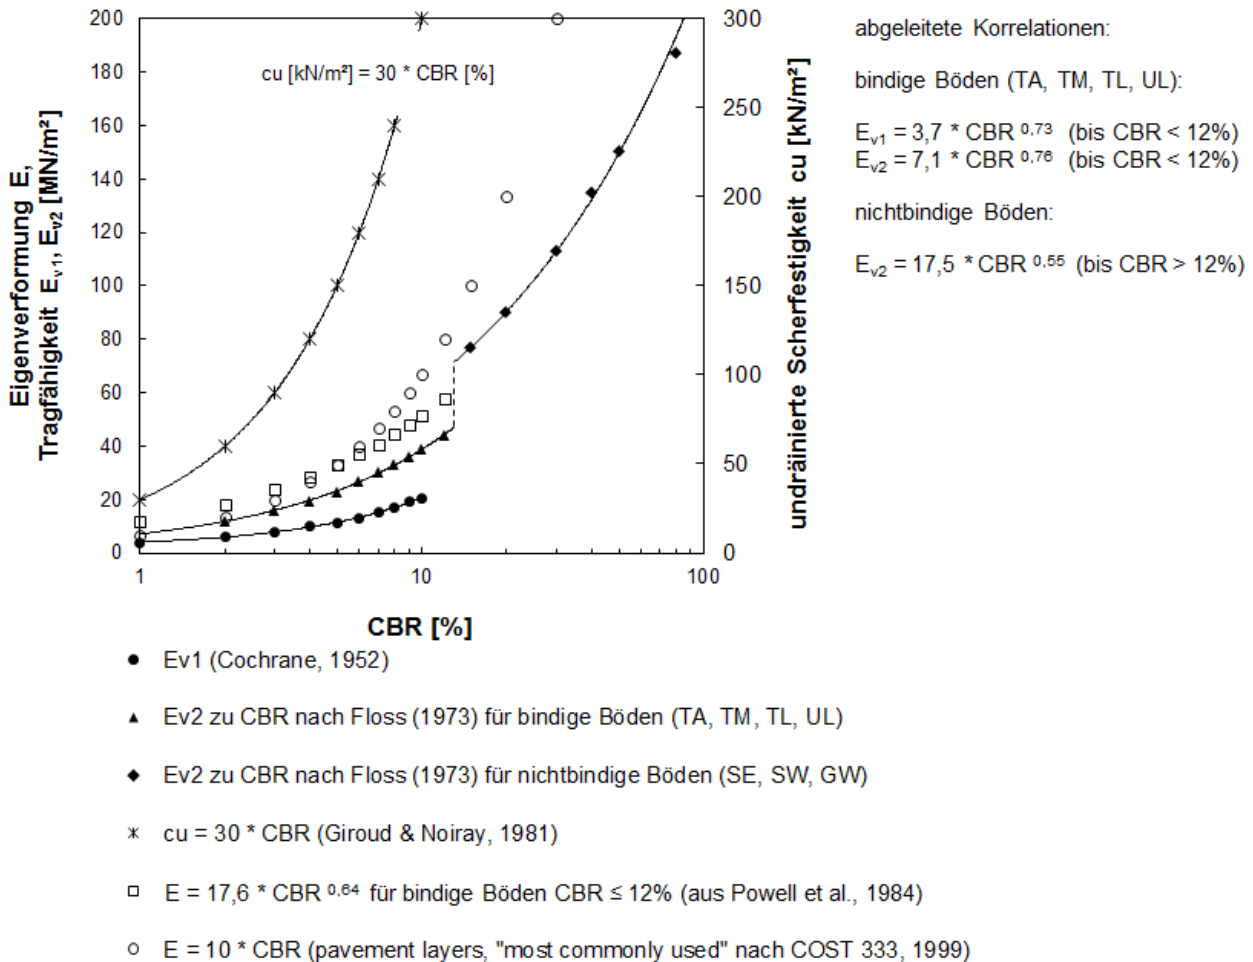 200
180
160
140
120
100
80
60
40
20
0
Eigenverformung E,
Tragfähigkeit Ev1, Ev2 [MN/m²]
cu [kN/m²] = 30 * CBR [%]
300
250
200
150
100
50
0
undräinierte Scherfestigkeit cu [kN/m²]
1
10
100
CBR [%]
abgeleitete Korrelationen:
bindige Böden (TA, TM, TL, UL):
Ev1 = 3,7 * CBR 0,73 (bis CBR < 12%)
Ev2 = 7,1 * CBR 0,76 (bis CBR < 12%)
nichtbindige Böden:
Ev2 = 17,5 * CBR 0,55 (bis CBR > 12%)
Ev1 (Cochrane, 1952)
Ev2 zu CBR nach Floss (1973) für bindige Böden (TA, TM, TL, UL)
Ev2 zu CBR nach Floss (1973) für nichtbindige Böden (SE, SW, GW)
cu = 30 * CBR (Giroud & Noiray, 1981)
E = 17,6 * CBR 0,64 für bindige Böden CBR ≤ 12% (aus Powell et al., 1984)
E = 10 * CBR (pavement layers, "most commonly used" nach COST 333, 1999)